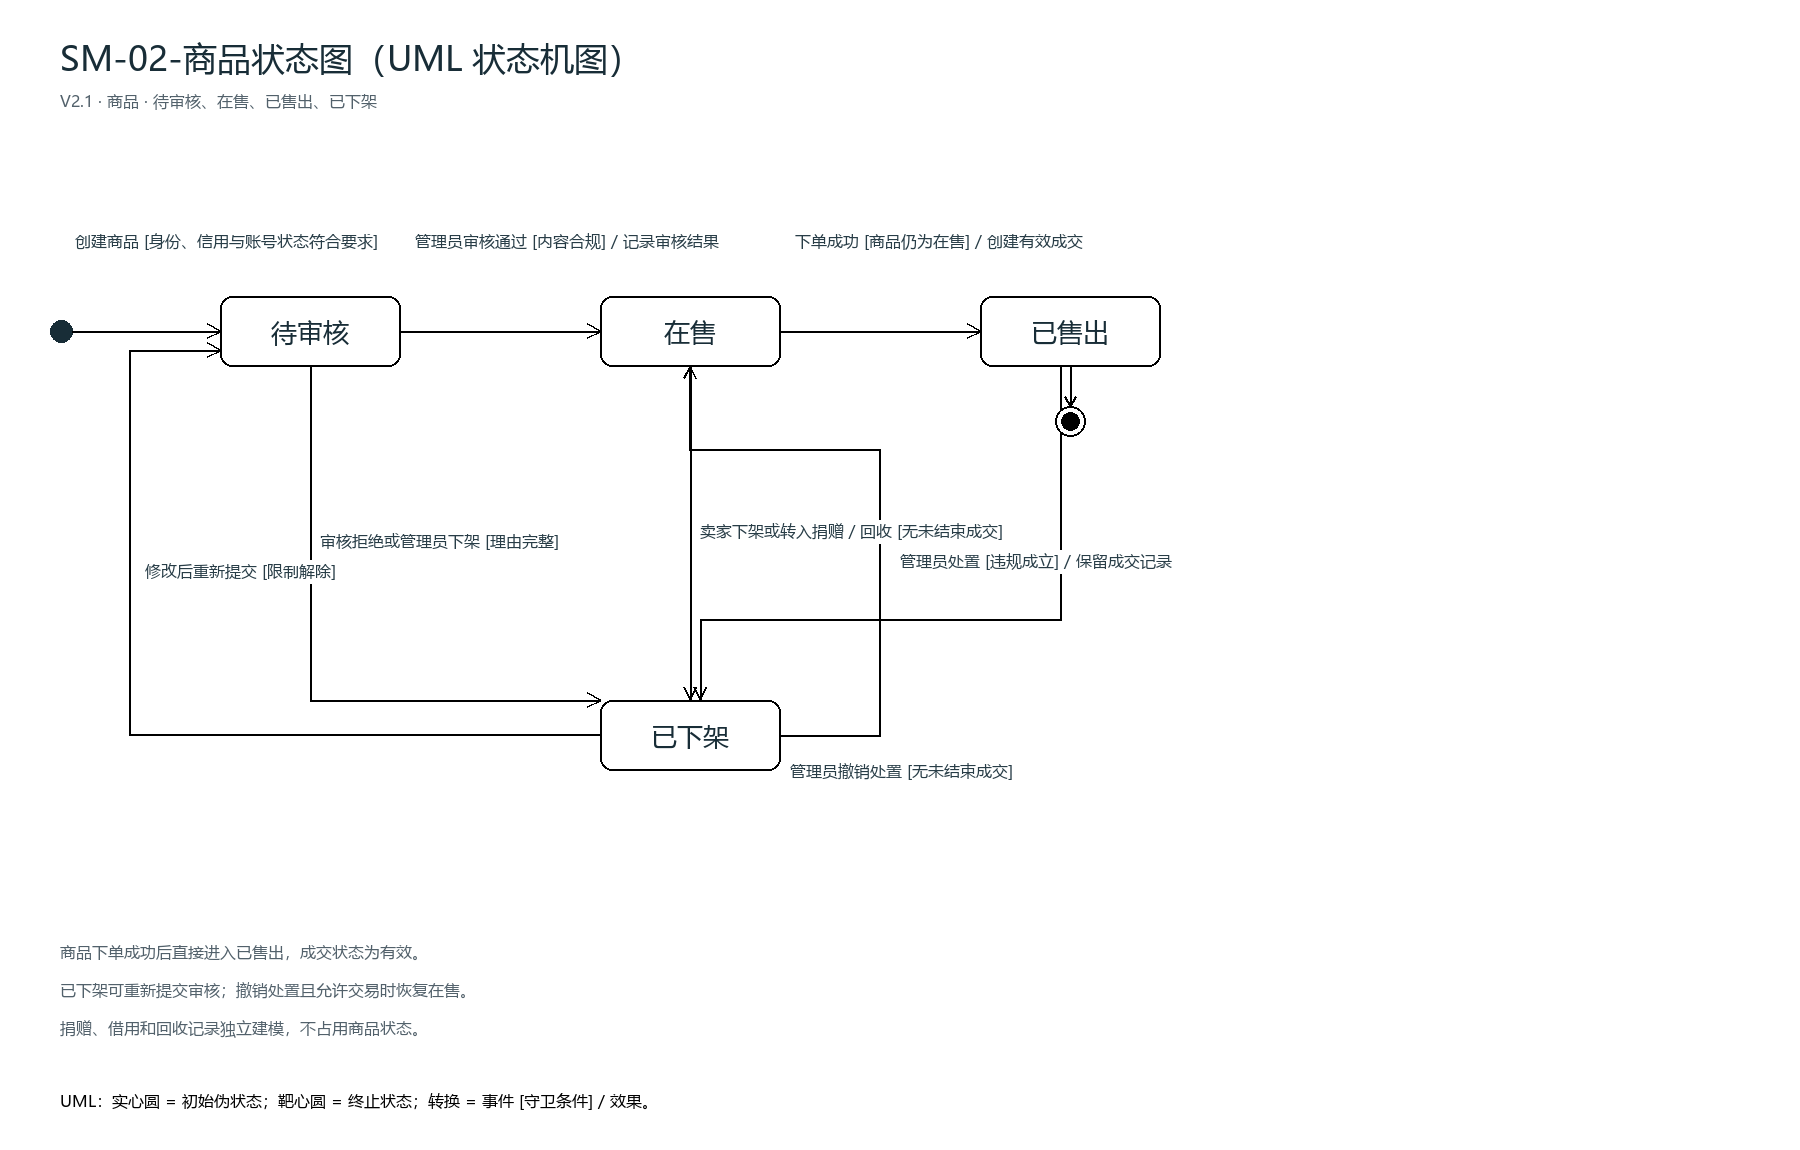 SM-02-商品状态图（UML 状态机图）
V2.1 · 商品 · 待审核、在售、已售出、已下架
创建商品 [身份、信用与账号状态符合要求]
管理员审核通过 [内容合规] / 记录审核结果
下单成功 [商品仍为在售] / 创建有效成交
待审核
在售
已售出
卖家下架或转入捐赠 / 回收 [无未结束成交]
审核拒绝或管理员下架 [理由完整]
管理员处置 [违规成立] / 保留成交记录
修改后重新提交 [限制解除]
已下架
管理员撤销处置 [无未结束成交]
商品下单成功后直接进入已售出，成交状态为有效。
已下架可重新提交审核；撤销处置且允许交易时恢复在售。
捐赠、借用和回收记录独立建模，不占用商品状态。
UML：实心圆 = 初始伪状态；靶心圆 = 终止状态；转换 = 事件 [守卫条件] / 效果。